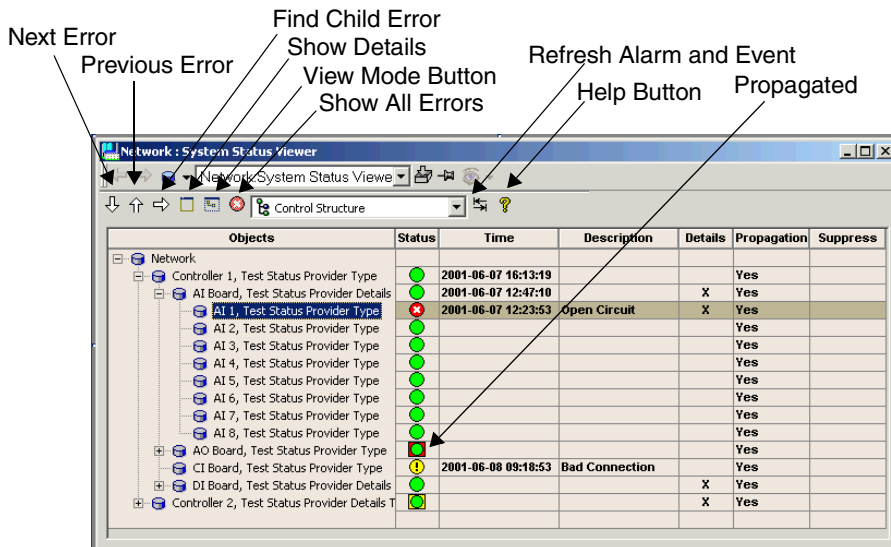 Find Child Error
Next Error
Show Details
Refresh Alarm and Event
Previous Error
View Mode Button
Propagated
Show All Errors
Help Button
Network : System Status Viewer
Network:System Status Viewe
Control Structure
Objects Status Time Description Details Propagation Suppress
Network
Controller 1, Test Status Provider Type 2001-06-07 16:13:19 Yes
AI Board, Test Status Provider Details 2001-06-07 12:47:10 X Yes
AI 1, Test Status Provider Type 2001-06-07 12:23:53 Open Circuit X Yes
AI 2, Test Status Provider Type Yes
AI 3, Test Status Provider Type Yes
AI 4, Test Status Provider Type Yes
AI 5, Test Status Provider Type Yes
AI 6, Test Status Provider Type Yes
AI 7, Test Status Provider Type Yes
AI 8, Test Status Provider Type Yes
AO Board, Test Status Provider Type Yes
CI Board, Test Status Provider Type 2001-06-08 09:18:53 Bad Connection Yes
DI Board, Test Status Provider Details X Yes
Controller 2, Test Status Provider Details T X Yes